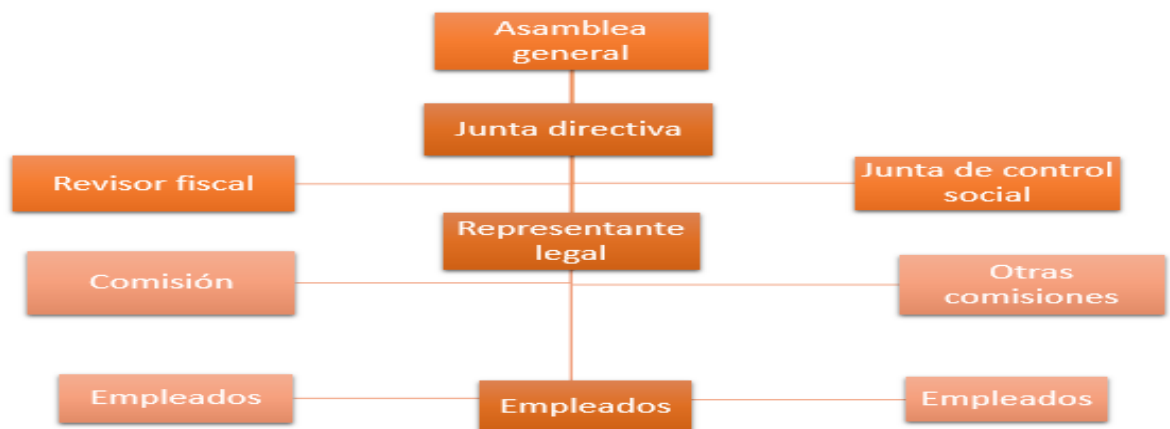 Asamblea
general
Junta directiva
Revisor fiscal
Junta de control
social
Representante
legal
Comisión
Otras
comisiones
Empleados
Empleados
Empleados